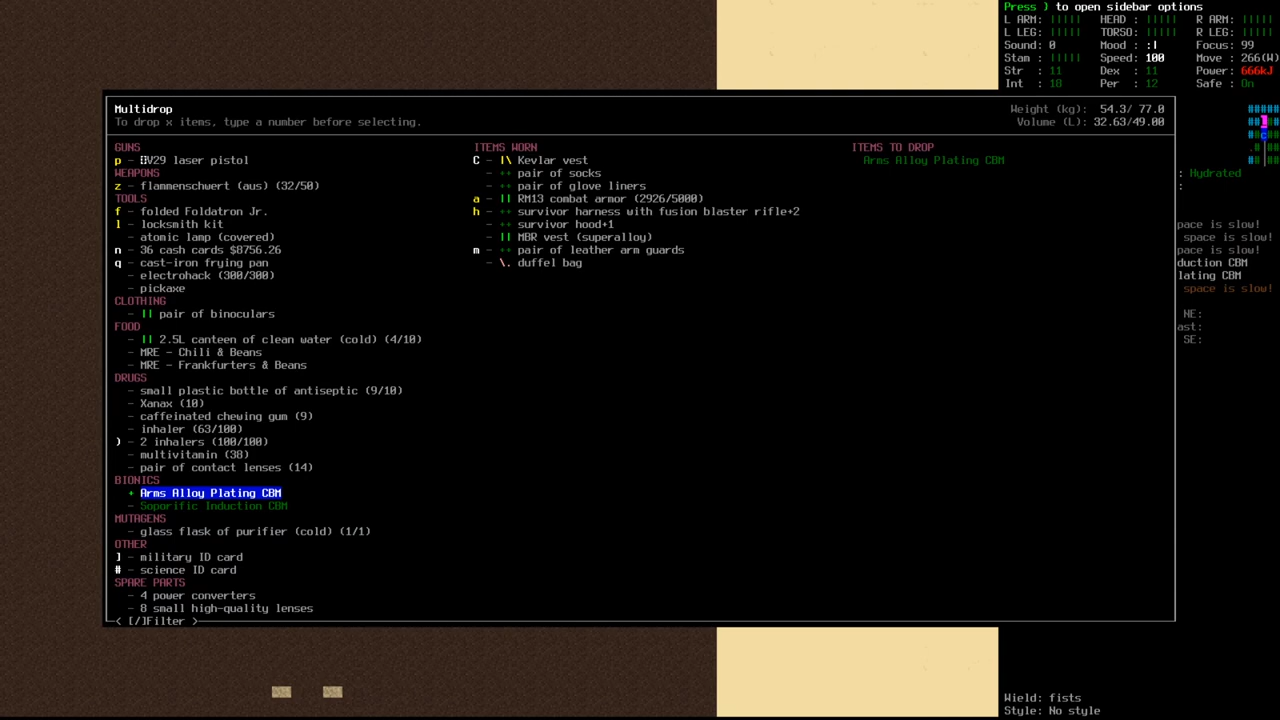 Press ) to open sidebar options
L ARM: ||||| HEAD : ||||| R ARM: |||||
L LEG: ||||| TORSO: ||||| R LEG: |||||
Sound: 0 Mood : :| Focus: 99
Stam : ||||| Speed: 100 Move : 266(W)
Str : 11 Dex : 11 Power: 666kJ
Int : 18 Per : 12 Safe : On
Multidrop
To drop x items, type a number before selecting.
Weight (kg): 54.3/ 77.0
Volume (L): 32.63/49.00
GUNS
p - V29 laser pistol
WEAPONS
z - flammenschwert (aus) (32/50)
TOOLS
f - folded Foldatron Jr.
l - locksmith kit
- atomic lamp (covered)
n - 36 cash cards $8756.26
q - cast-iron frying pan
- electrohack (300/300)
- pickaxe
CLOTHING
- || pair of binoculars
FOOD
- || 2.5L canteen of clean water (cold) (4/10)
- MRE - Chili & Beans
- MRE - Frankfurters & Beans
DRUGS
- small plastic bottle of antiseptic (9/10)
- Xanax (10)
- caffeinated chewing gum (9)
- inhaler (63/100)
) - 2 inhalers (100/100)
- multivitamin (38)
- pair of contact lenses (14)
BIONICS
+ Arms Alloy Plating CBM
- Soporific Induction CBM
MUTAGENS
- glass flask of purifier (cold) (1/1)
OTHER
] - military ID card
# - science ID card
SPARE PARTS
- 4 power converters
- 8 small high-quality lenses
< [/]Filter >
ITEMS WORN
C - |\ Kevlar vest
- ++ pair of socks
- ++ pair of glove liners
a - || RM13 combat armor (2926/5000)
h - ++ survivor harness with fusion blaster rifle+2
- ++ survivor hood+1
- || MBR vest (superalloy)
m - ++ pair of leather arm guards
- \. duffel bag
ITEMS TO DROP
Arms Alloy Plating CBM
: Hydrated
:
pace is slow!
space is slow!
pace is slow!
duction CBM
lating CBM
space is slow!
NE:
ast:
SE:
Wield: fists
Style: No style